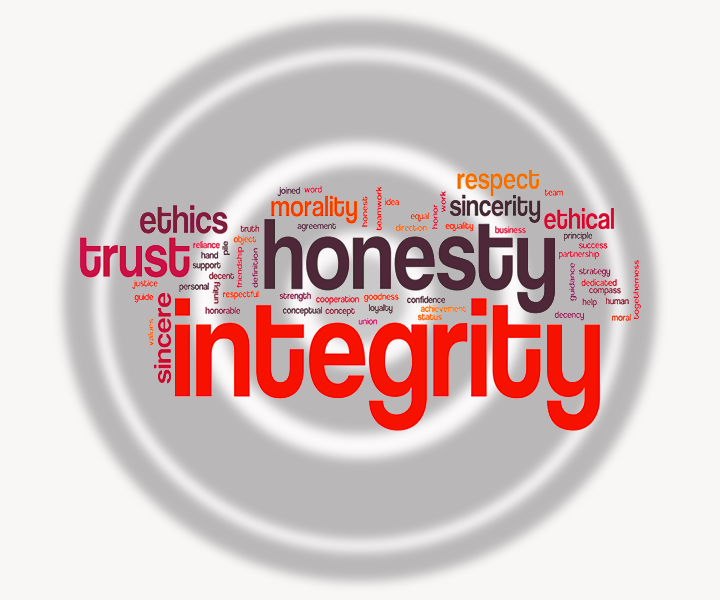 joined word
respect
team
morality
honest
teamwork
idea
honor
work
sincerity
ethics
truth
agreement
equal
direction
equality
business
ethical
principle
success
partnership
trust
reliance
hand
support
pile
object
friendship
definition
honesty
guidance
strategy
dedicated
compass
togetherness
justice
guide
personal
decent
unity
respectful
honorable
strength
cooperation
goodness
confidence
help
human
conceptual concept
loyalty
achievement
status
union
decency
moral
values
sincere
integrity